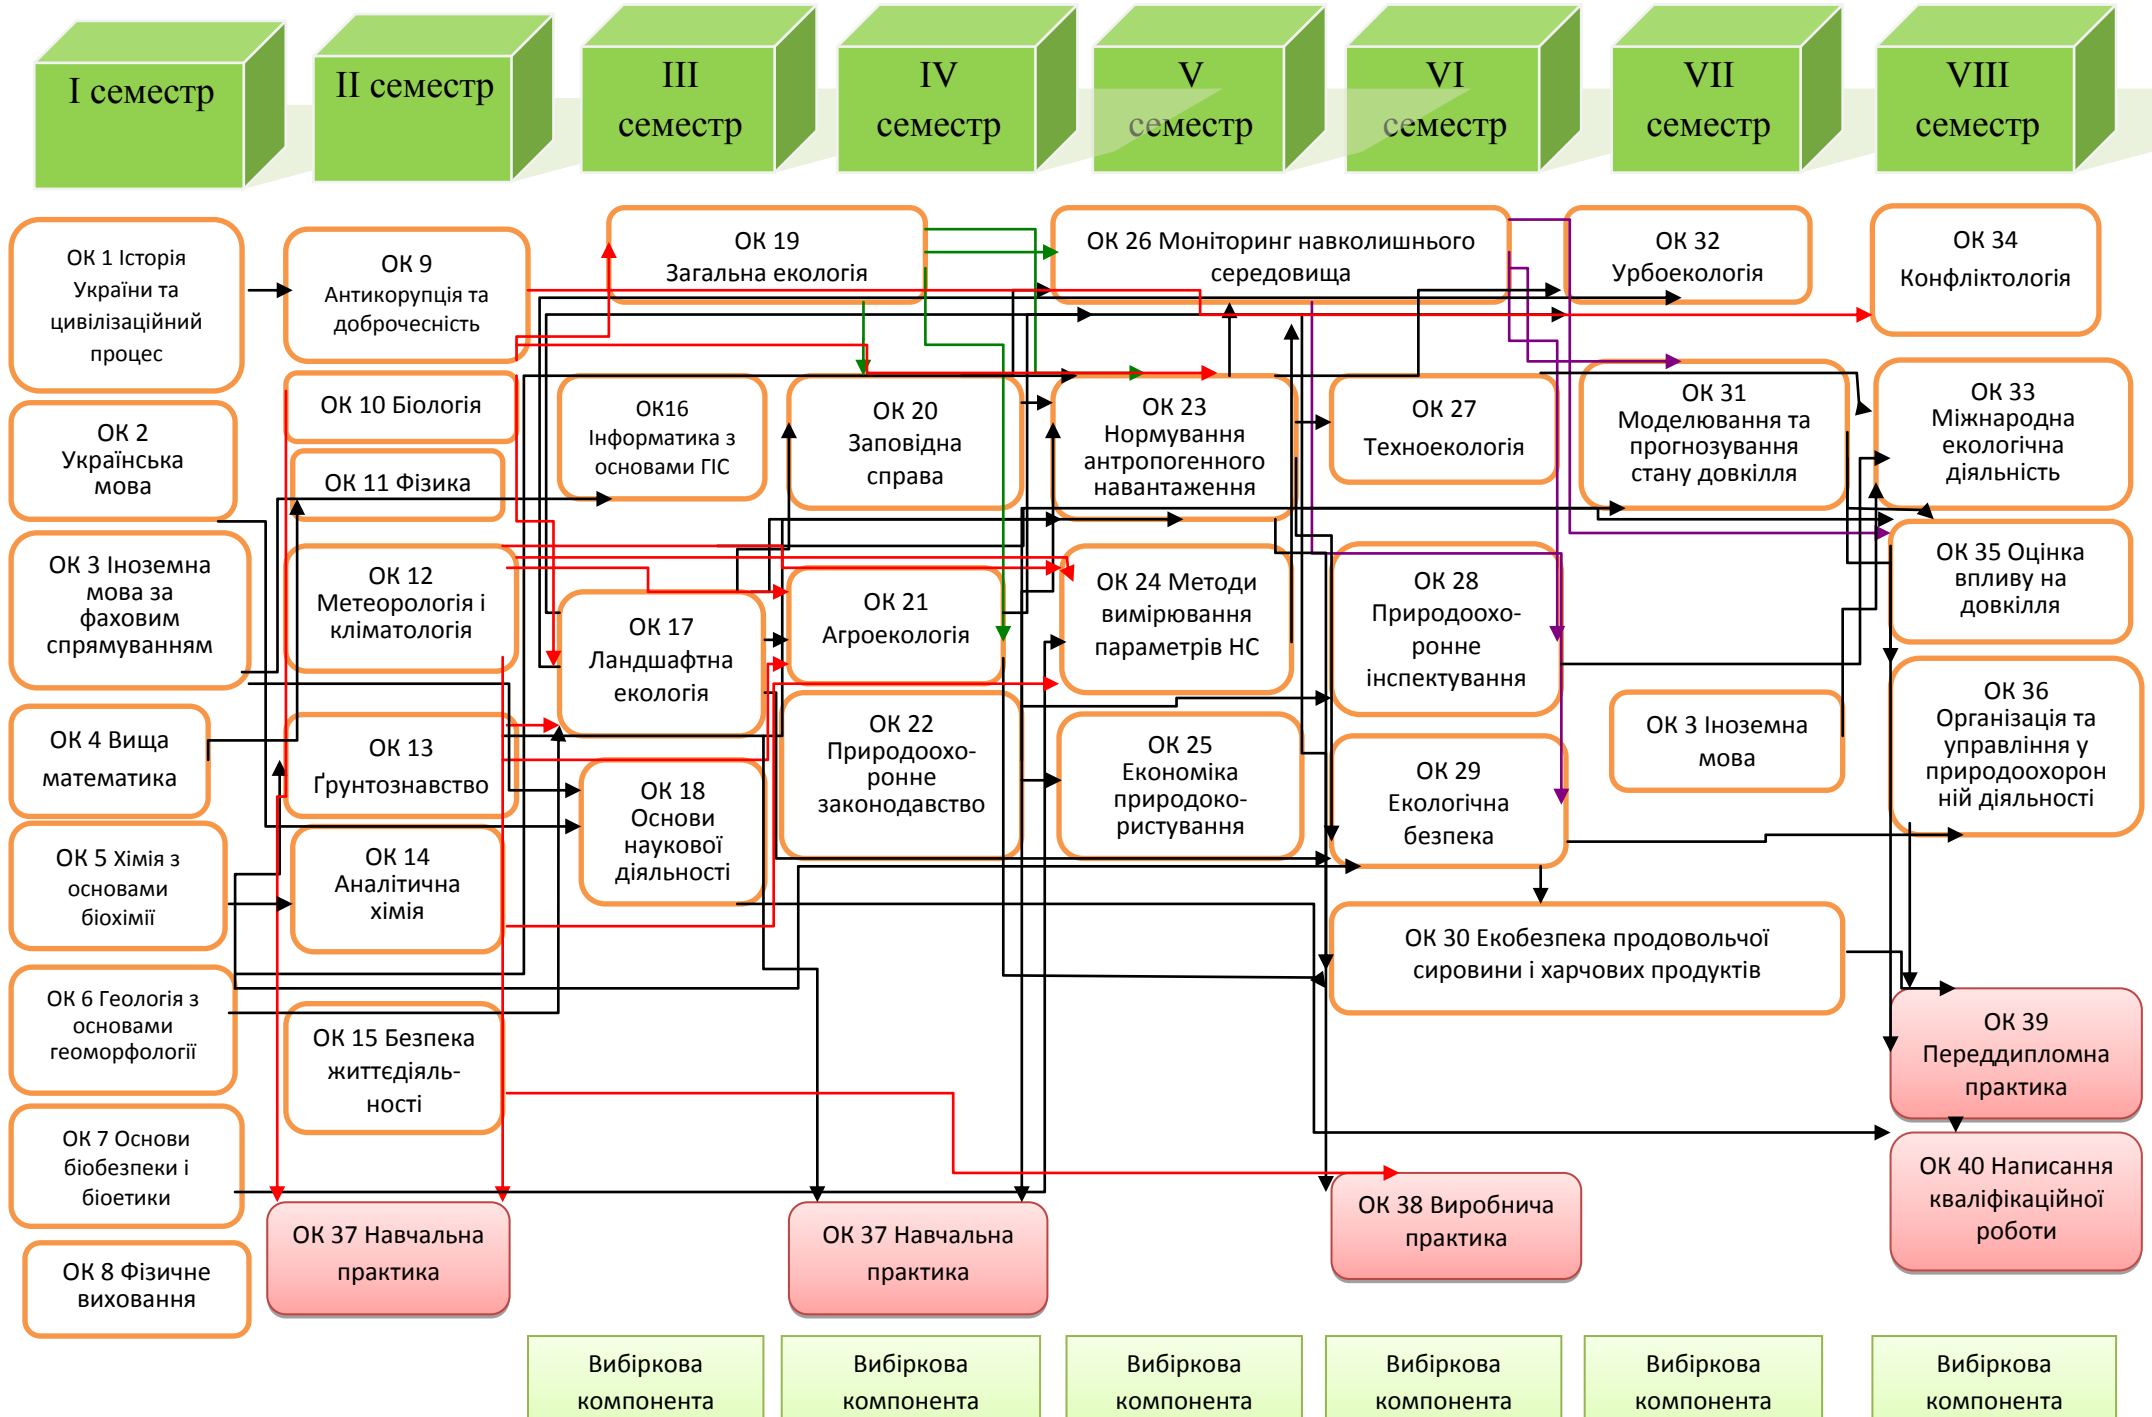 I семестр
II семестр
III
семестр
IV
семестр
V
семестр
VI
семестр
VII
семестр
VIII
семестр
ОК 1 Історія
України та
цивілізаційний
процес
ОК 2
Українська
мова
ОК 3 Іноземна
мова за
фаховим
спрямуванням
ОК 4 Вища
математика
ОК 5 Хімія з
основами
біохімії
ОК 6 Геологія з
основами
геоморфології
ОК 7 Основи
біобезпеки і
біоетики
ОК 8 Фізичне
виховання
ОК 9
Антикорупція та
доброчесність
ОК 10 Біологія
ОК 11 Фізика
ОК 12
Метеорологія і
кліматологія
ОК 13
Ґрунтознавство
ОК 14
Аналітична
хімія
ОК 15 Безпека
життєдіяль-
ності
ОК 37 Навчальна
практика
ОК 19
Загальна екологія
ОК16
Інформатика з
основами ГІС
ОК 17
Ландшафтна
екологія
ОК 18
Основи
наукової
діяльності
ОК 20
Заповідна
справа
ОК 21
Агроекологія
ОК 22
Природоохо-
ронне
законодавство
ОК 37 Навчальна
практика
ОК 26 Моніторинг навколишнього
середовища
ОК 23
Нормування
антропогенного
навантаження
ОК 24 Методи
вимірювання
параметрів НС
ОК 25
Економіка
природоко-
ристування
ОК 27
Техноекологія
ОК 28
Природоохо-
ронне
інспектування
ОК 29
Екологічна
безпека
ОК 30 Екобезпека продовольчої
сировини і харчових продуктів
ОК 38 Виробнича
практика
ОК 32
Урбоекологія
ОК 31
Моделювання та
прогнозування
стану довкілля
ОК 3 Іноземна
мова
ОК 34
Конфліктологія
ОК 33
Міжнародна
екологічна
діяльність
ОК 35 Оцінка
впливу на
довкілля
ОК 36
Організація та
управління у
природоохорон
ній діяльності
ОК 39
Переддипломна
практика
ОК 40 Написання
кваліфікаційної
роботи
Вибіркова
компонента
Вибіркова
компонента
Вибіркова
компонента
Вибіркова
компонента
Вибіркова
компонента
Вибіркова
компонента